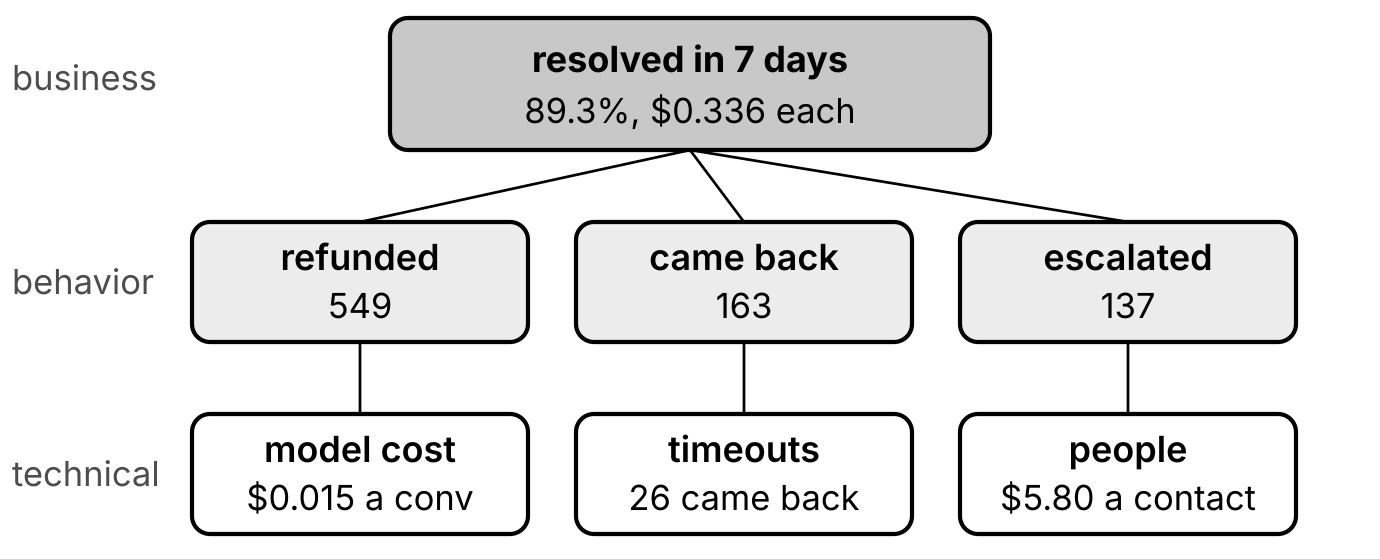 business
resolved in 7 days
89.3%, $0.336 each
behavior
refunded
549
came back
163
escalated
137
technical
model cost
$0.015 a conv
timeouts
26 came back
people
$5.80 a contact